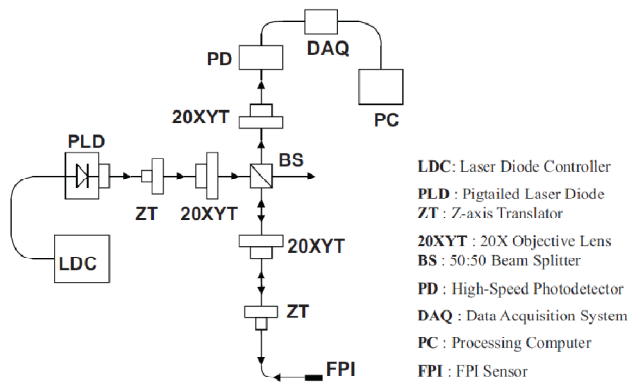 DAQ
PD
PC
20XYT
PLD
BS
ZT
20XYT
20XYT
LDC
ZT
FPI
LDC: Laser Diode Controller
PLD : Pigtailed Laser Diode
ZT : Z-axis Translator
20XYT : 20X Objective Lens
BS : 50:50 Beam Splitter
PD : High-Speed Photodetector
DAQ : Data Acquisition System
PC : Processing Computer
FPI : FPI Sensor